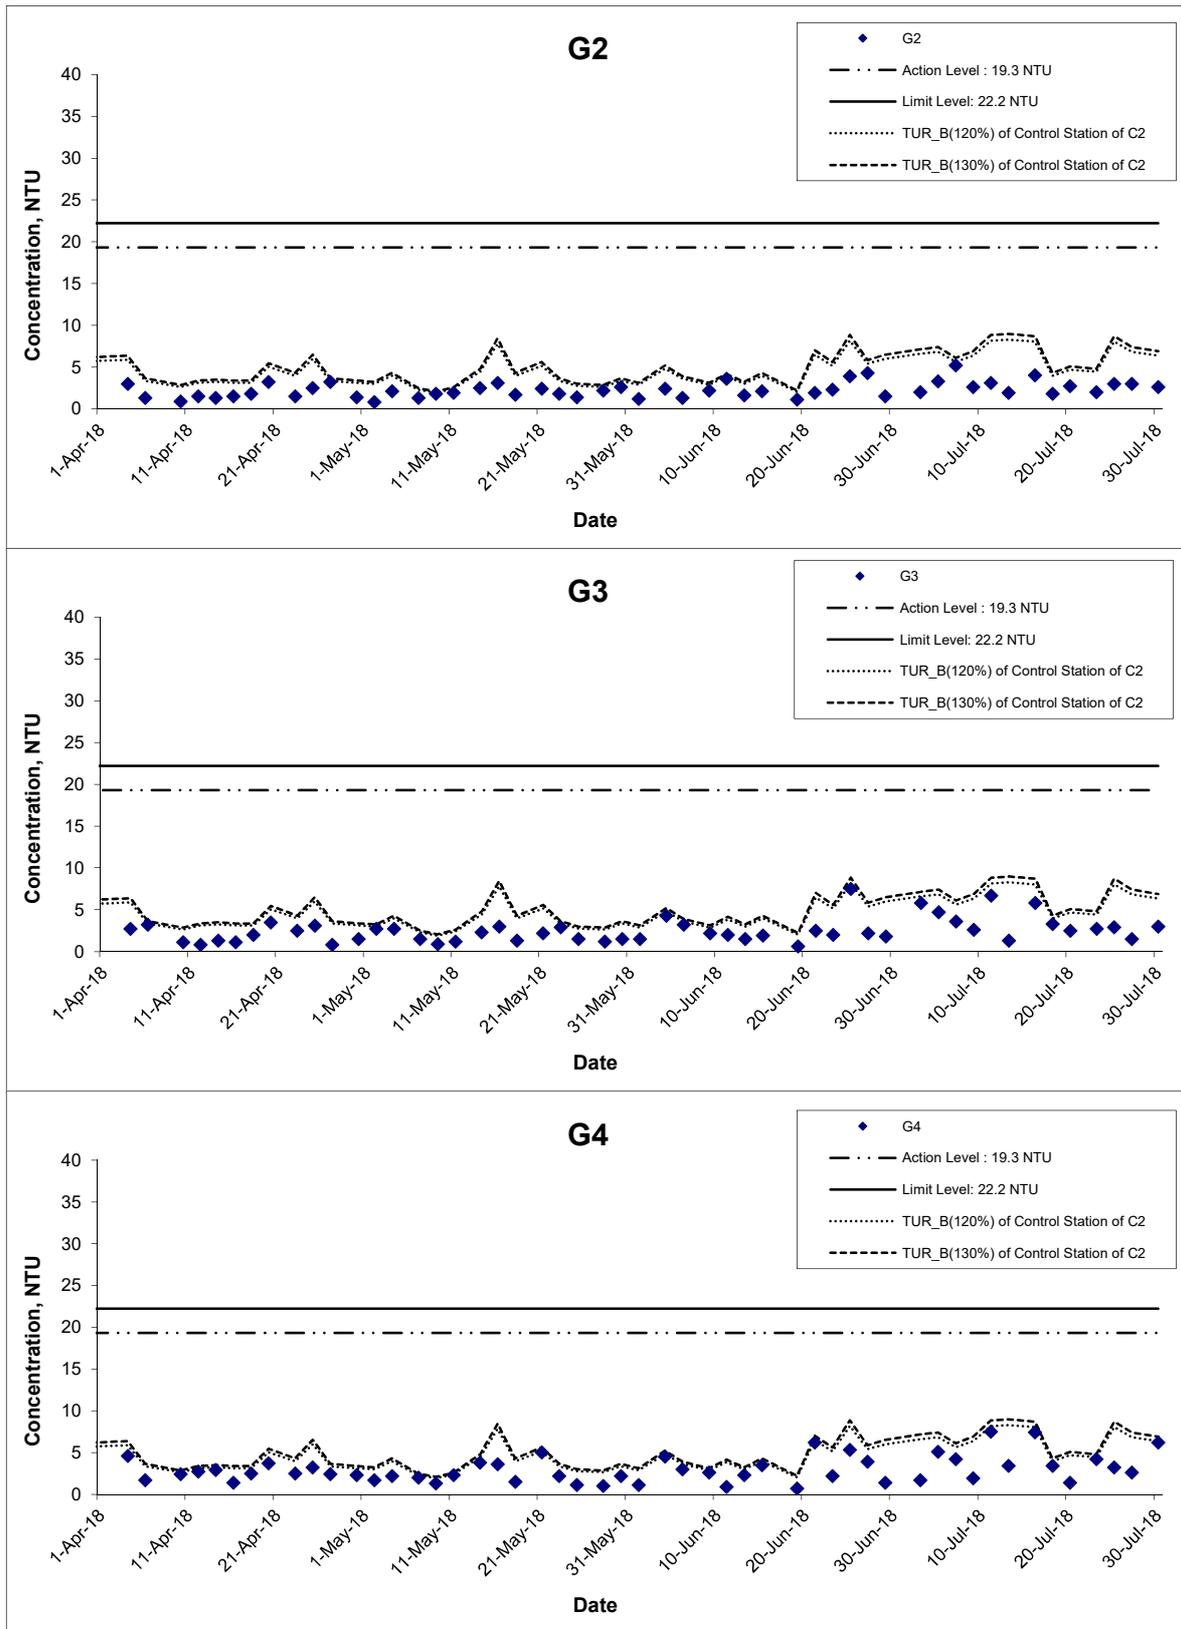 G2
G2
Action Level : 19.3 NTU
Limit Level: 22.2 NTU
TUR_B(120%) of Control Station of C2
TUR_B(130%) of Control Station of C2
Concentration, NTU
40
35
30
25
20
15
10
5
0
1-Apr-18
11-Apr-18
21-Apr-18
1-May-18
11-May-18
21-May-18
31-May-18
10-Jun-18
20-Jun-18
30-Jun-18
10-Jul-18
20-Jul-18
30-Jul-18
Date
G3
G3
Action Level : 19.3 NTU
Limit Level: 22.2 NTU
TUR_B(120%) of Control Station of C2
TUR_B(130%) of Control Station of C2
Concentration, NTU
40
35
30
25
20
15
10
5
0
1-Apr-18
11-Apr-18
21-Apr-18
1-May-18
11-May-18
21-May-18
31-May-18
10-Jun-18
20-Jun-18
30-Jun-18
10-Jul-18
20-Jul-18
30-Jul-18
Date
G4
G4
Action Level : 19.3 NTU
Limit Level: 22.2 NTU
TUR_B(120%) of Control Station of C2
TUR_B(130%) of Control Station of C2
Concentration, NTU
40
35
30
25
20
15
10
5
0
1-Apr-18
11-Apr-18
21-Apr-18
1-May-18
11-May-18
21-May-18
31-May-18
10-Jun-18
20-Jun-18
30-Jun-18
10-Jul-18
20-Jul-18
30-Jul-18
Date